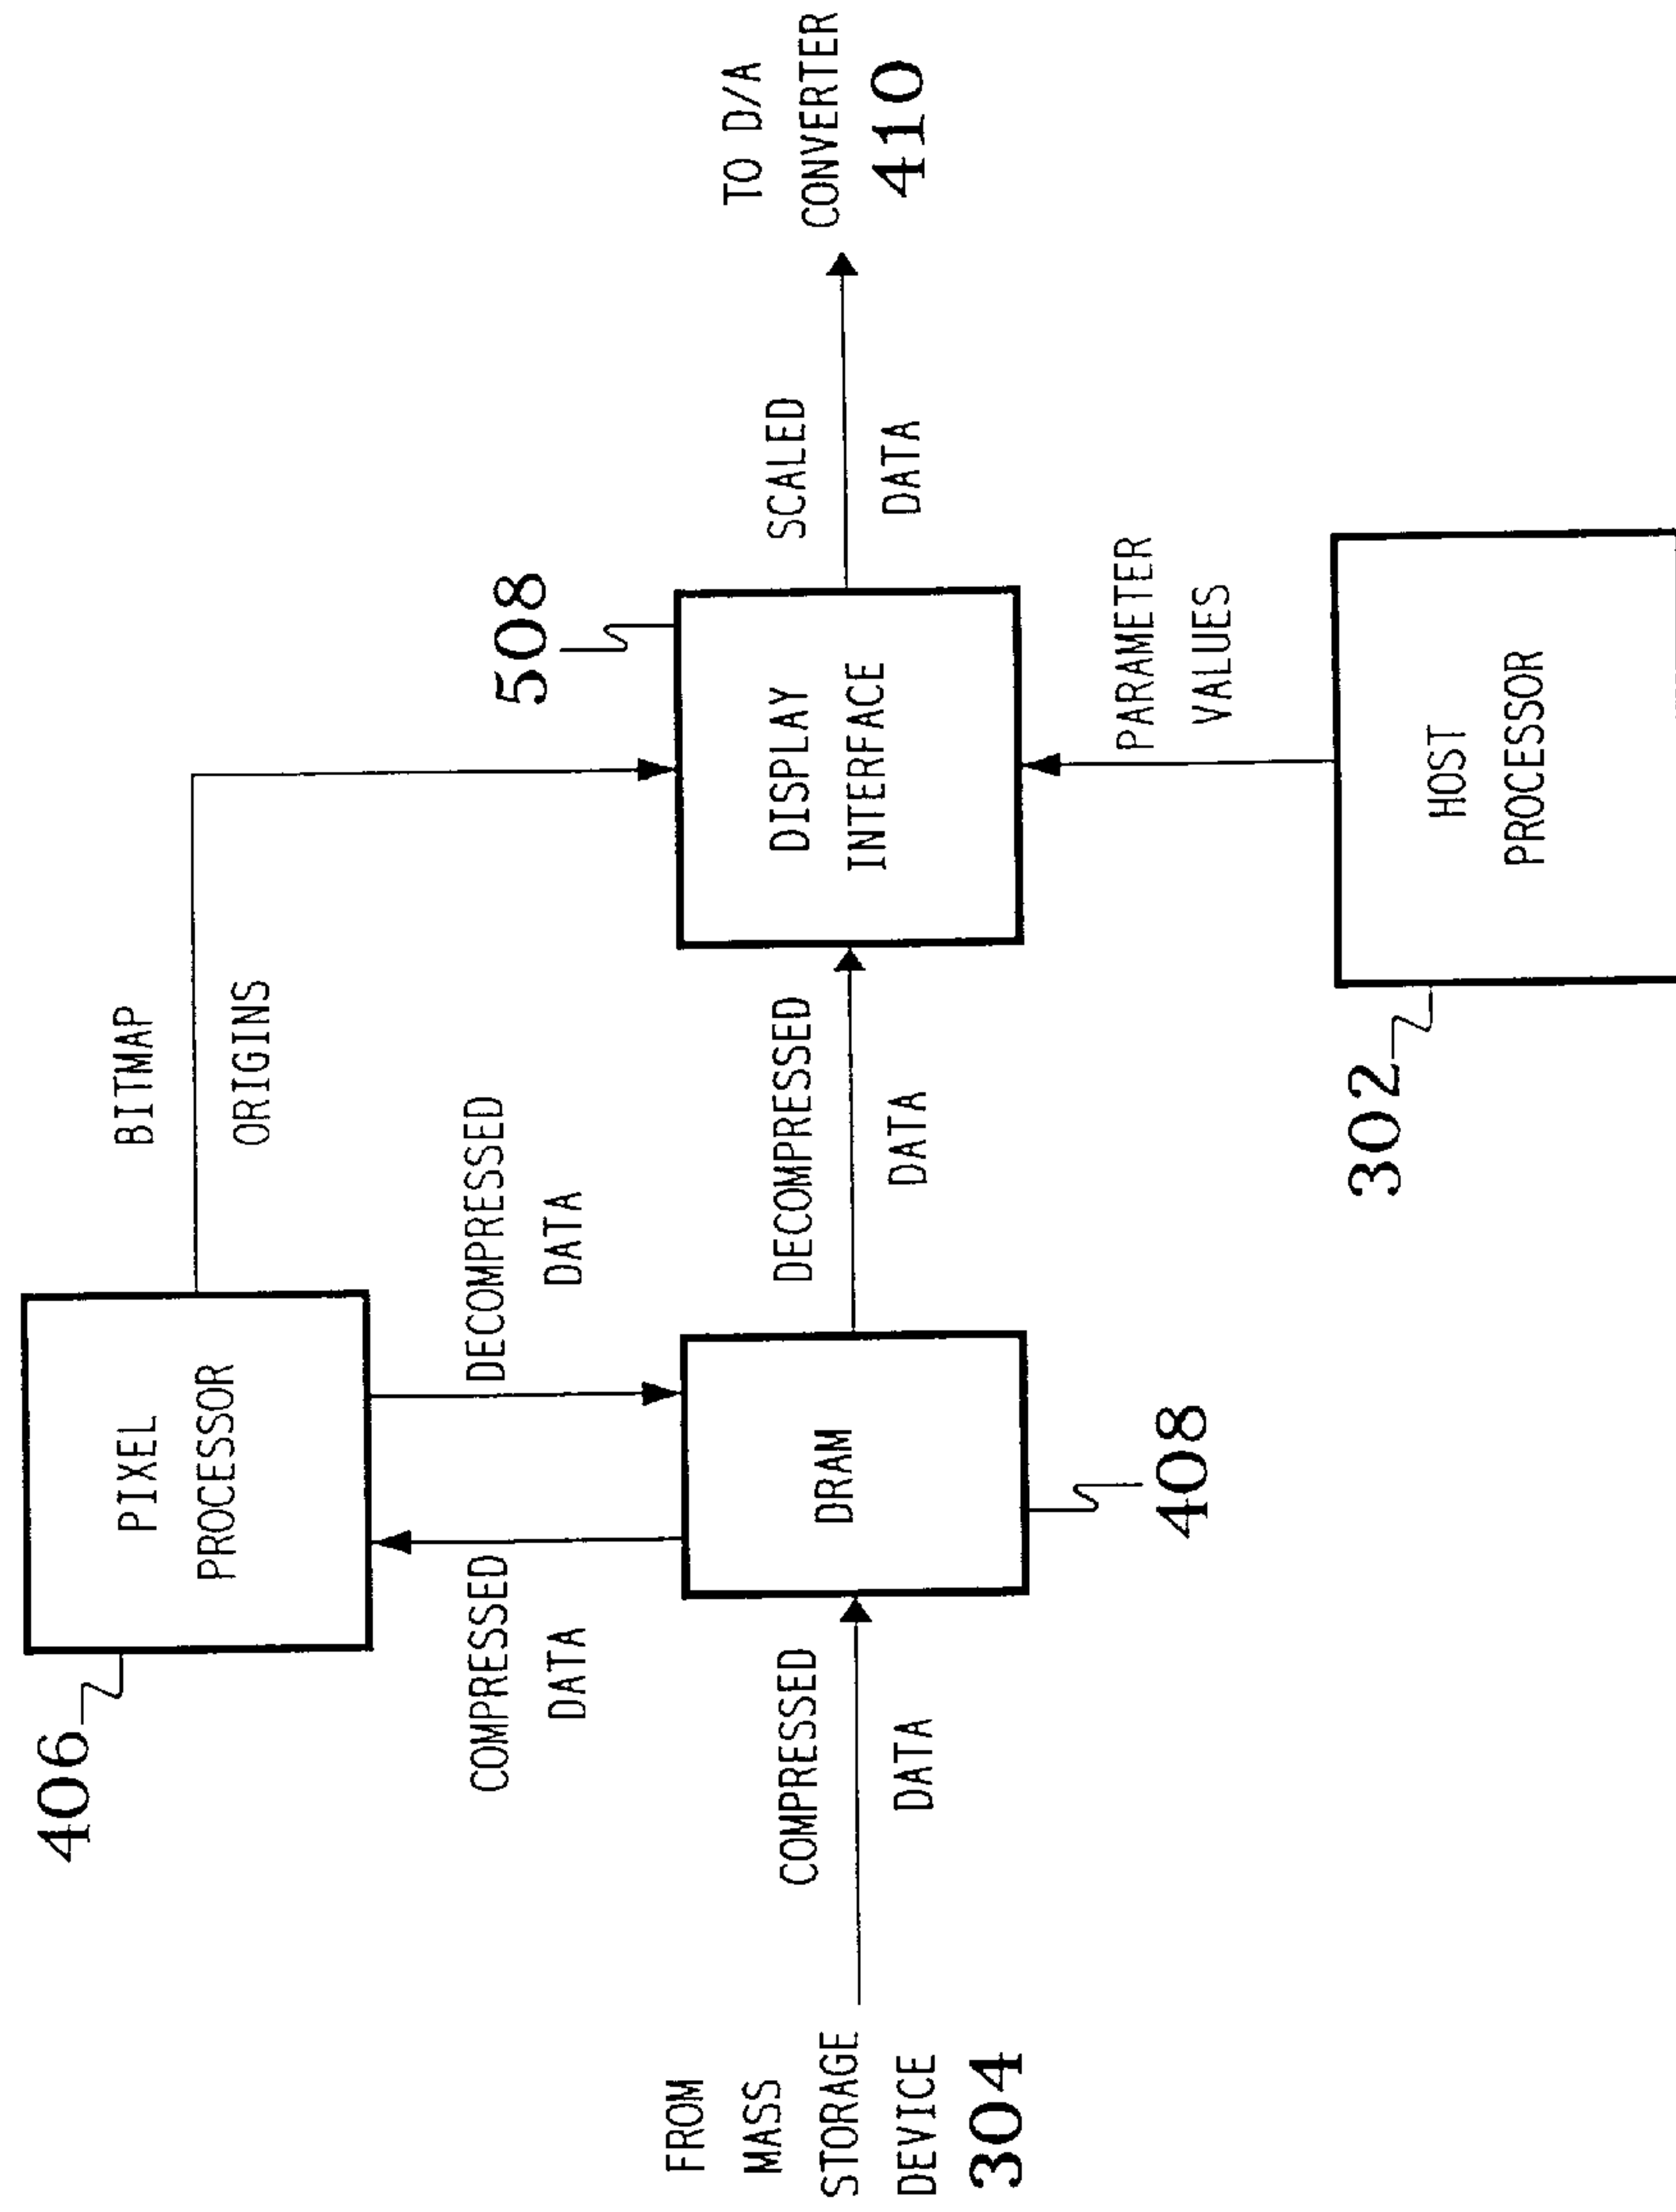 406
PIXEL
PROCESSOR
BITMAP
ORIGINS
COMPRESSED
DATA
DECOMPRESSED
DATA
508
FROM
MASS
STORAGE
DEVICE
304
COMPRESSED
DATA
DRAM
408
DECOMPRESSED
DATA
DISPLAY
INTERFACE
SCALED
DATA
TO D/A
CONVERTER
410
PARAMETER
VALUES
302
HOST
PROCESSOR